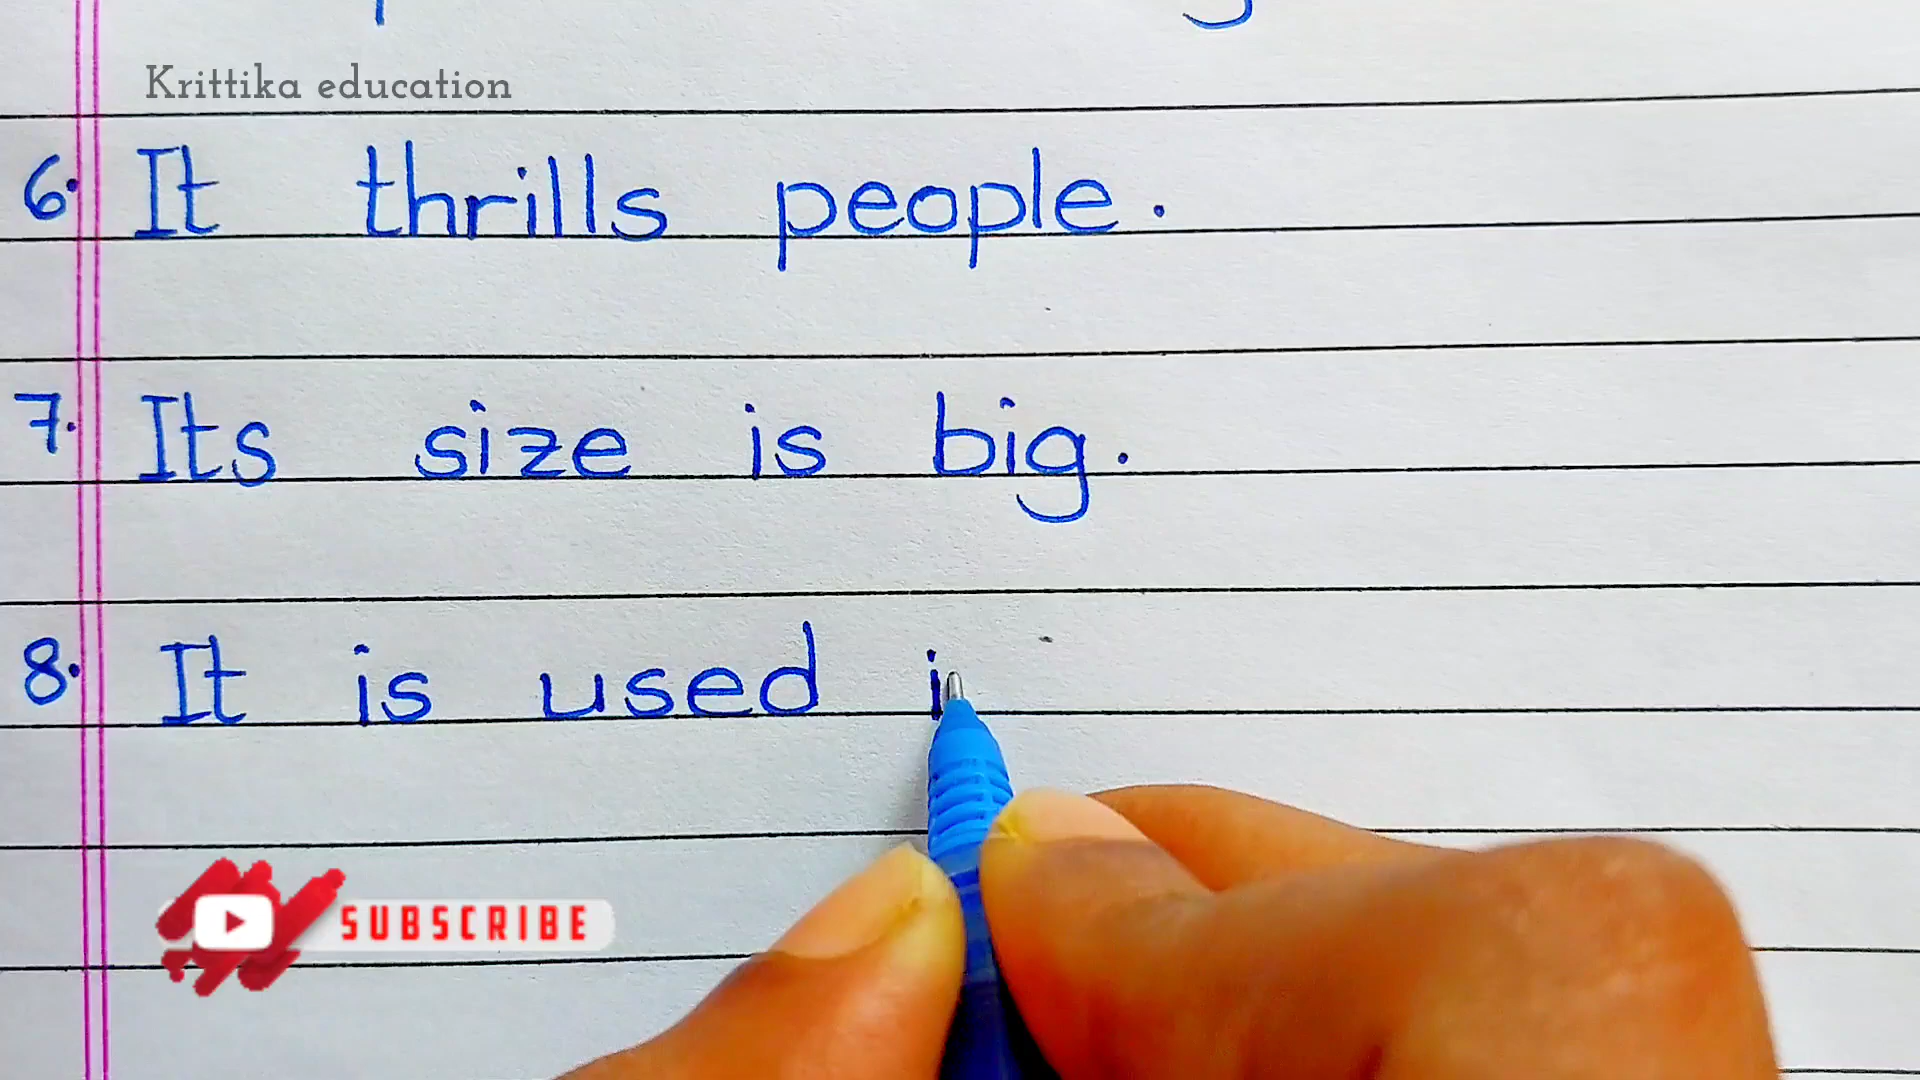 Krittika education
6. It thrills people.
7. Its size is big.
8. It is used i
SUBSCRIBE